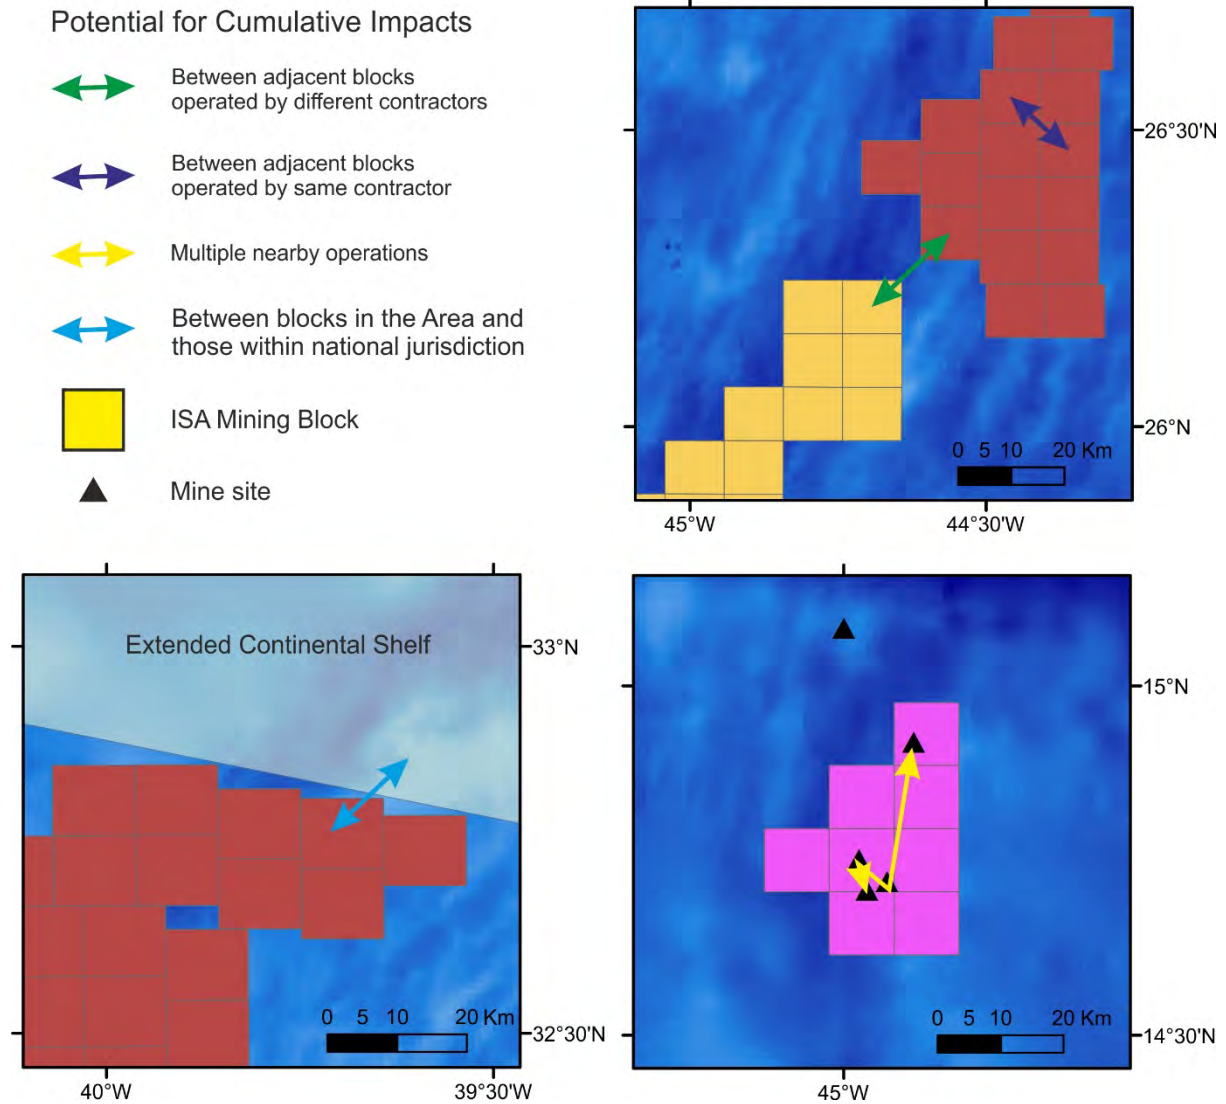 Potential for Cumulative Impacts
Between adjacent blocks
operated by different contractors
Between adjacent blocks
operated by same contractor
Multiple nearby operations
Between blocks in the Area and
those within national jurisdiction
ISA Mining Block
Mine site
26°30'N
26°N
0 5 10 20 Km
45°W
44°30'W
Extended Continental Shelf
33°N
0 5 10 20 Km
32°30'N
40°W
39°30'W
15°N
0 5 10 20 Km
14°30'N
45°W